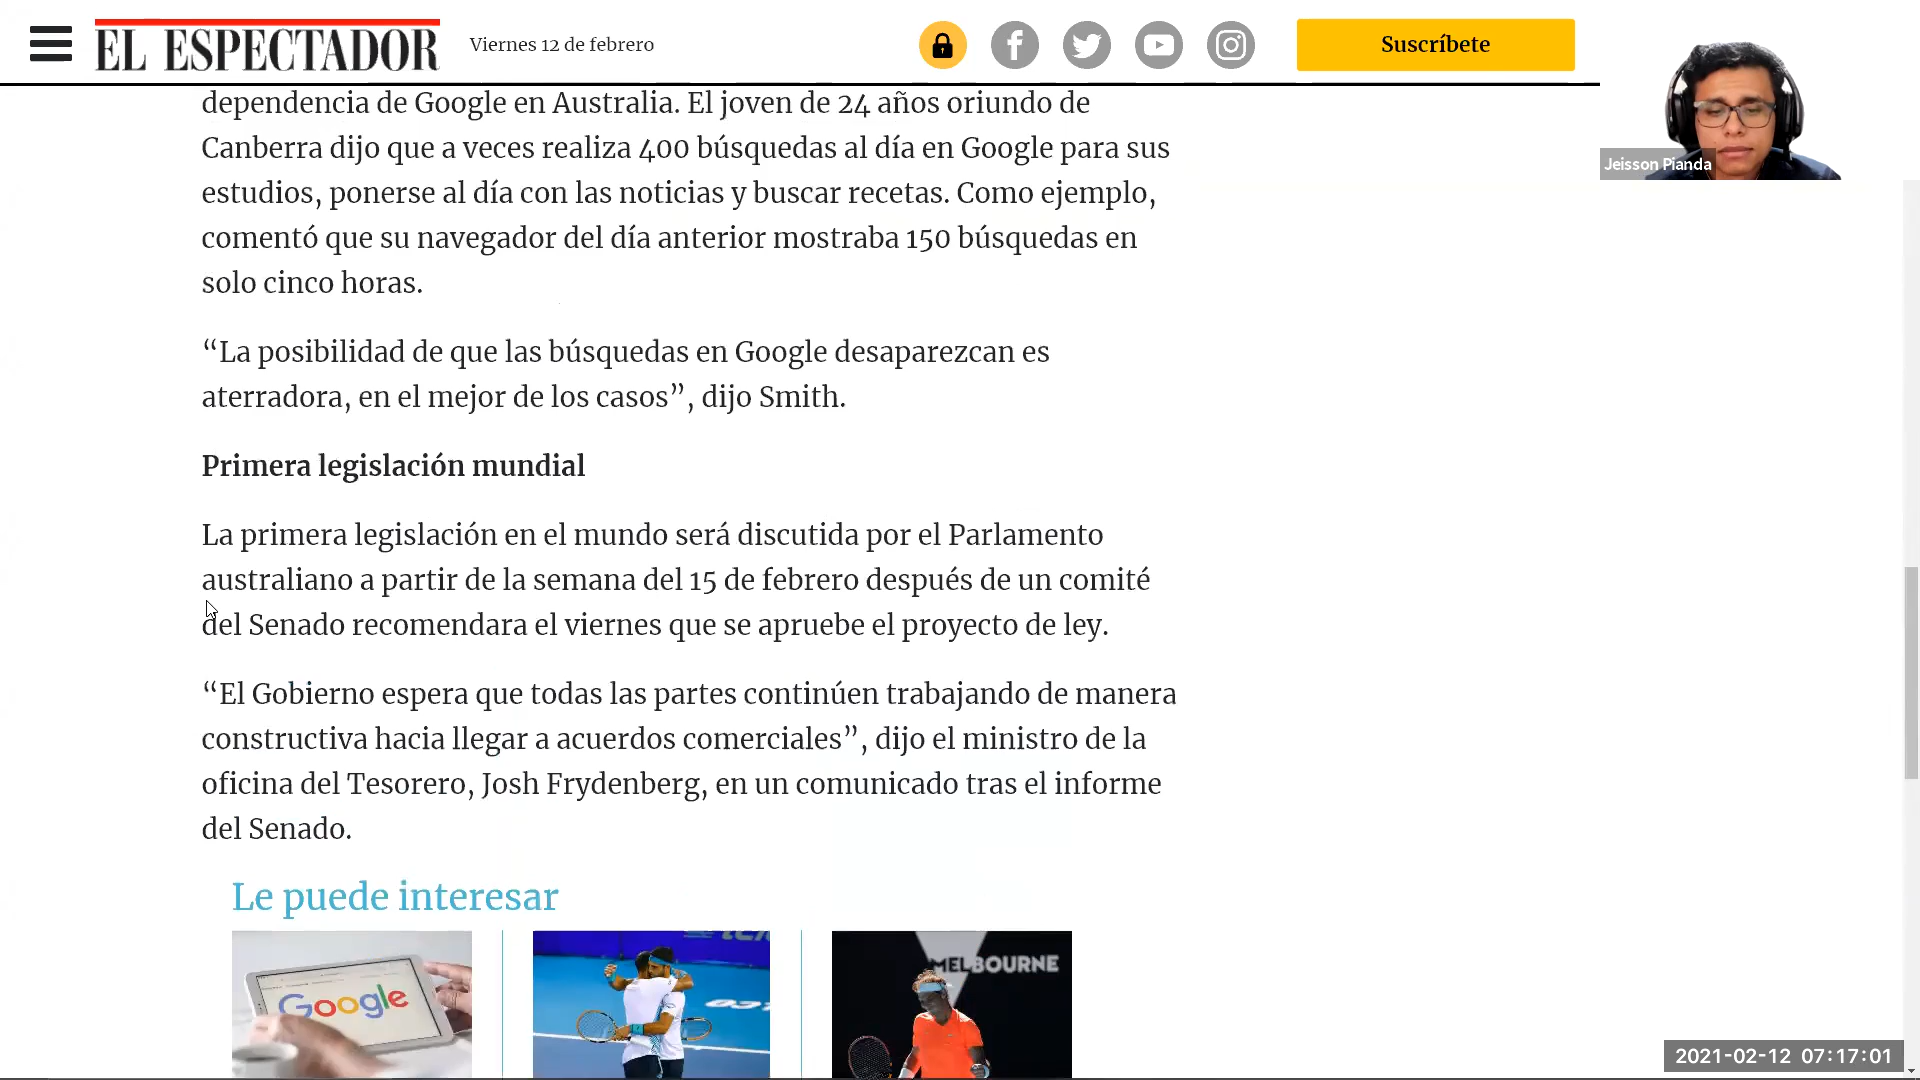 EL ESPECTADOR
Viernes 12 de febrero
Suscríbete
Jeisson Pianda
dependencia de Google en Australia. El joven de 24 años oriundo de
Canberra dijo que a veces realiza 400 búsquedas al día en Google para sus
estudios, ponerse al día con las noticias y buscar recetas. Como ejemplo,
comentó que su navegador del día anterior mostraba 150 búsquedas en
solo cinco horas.
“La posibilidad de que las búsquedas en Google desaparezcan es
aterradora, en el mejor de los casos”, dijo Smith.
Primera legislación mundial
La primera legislación en el mundo será discutida por el Parlamento
australiano a partir de la semana del 15 de febrero después de un comité
del Senado recomendara el viernes que se apruebe el proyecto de ley.
“El Gobierno espera que todas las partes continúen trabajando de manera
constructiva hacia llegar a acuerdos comerciales”, dijo el ministro de la
oficina del Tesorero, Josh Frydenberg, en un comunicado tras el informe
del Senado.
Le puede interesar
Google
MELBOURNE
2021-02-12 07:17:01